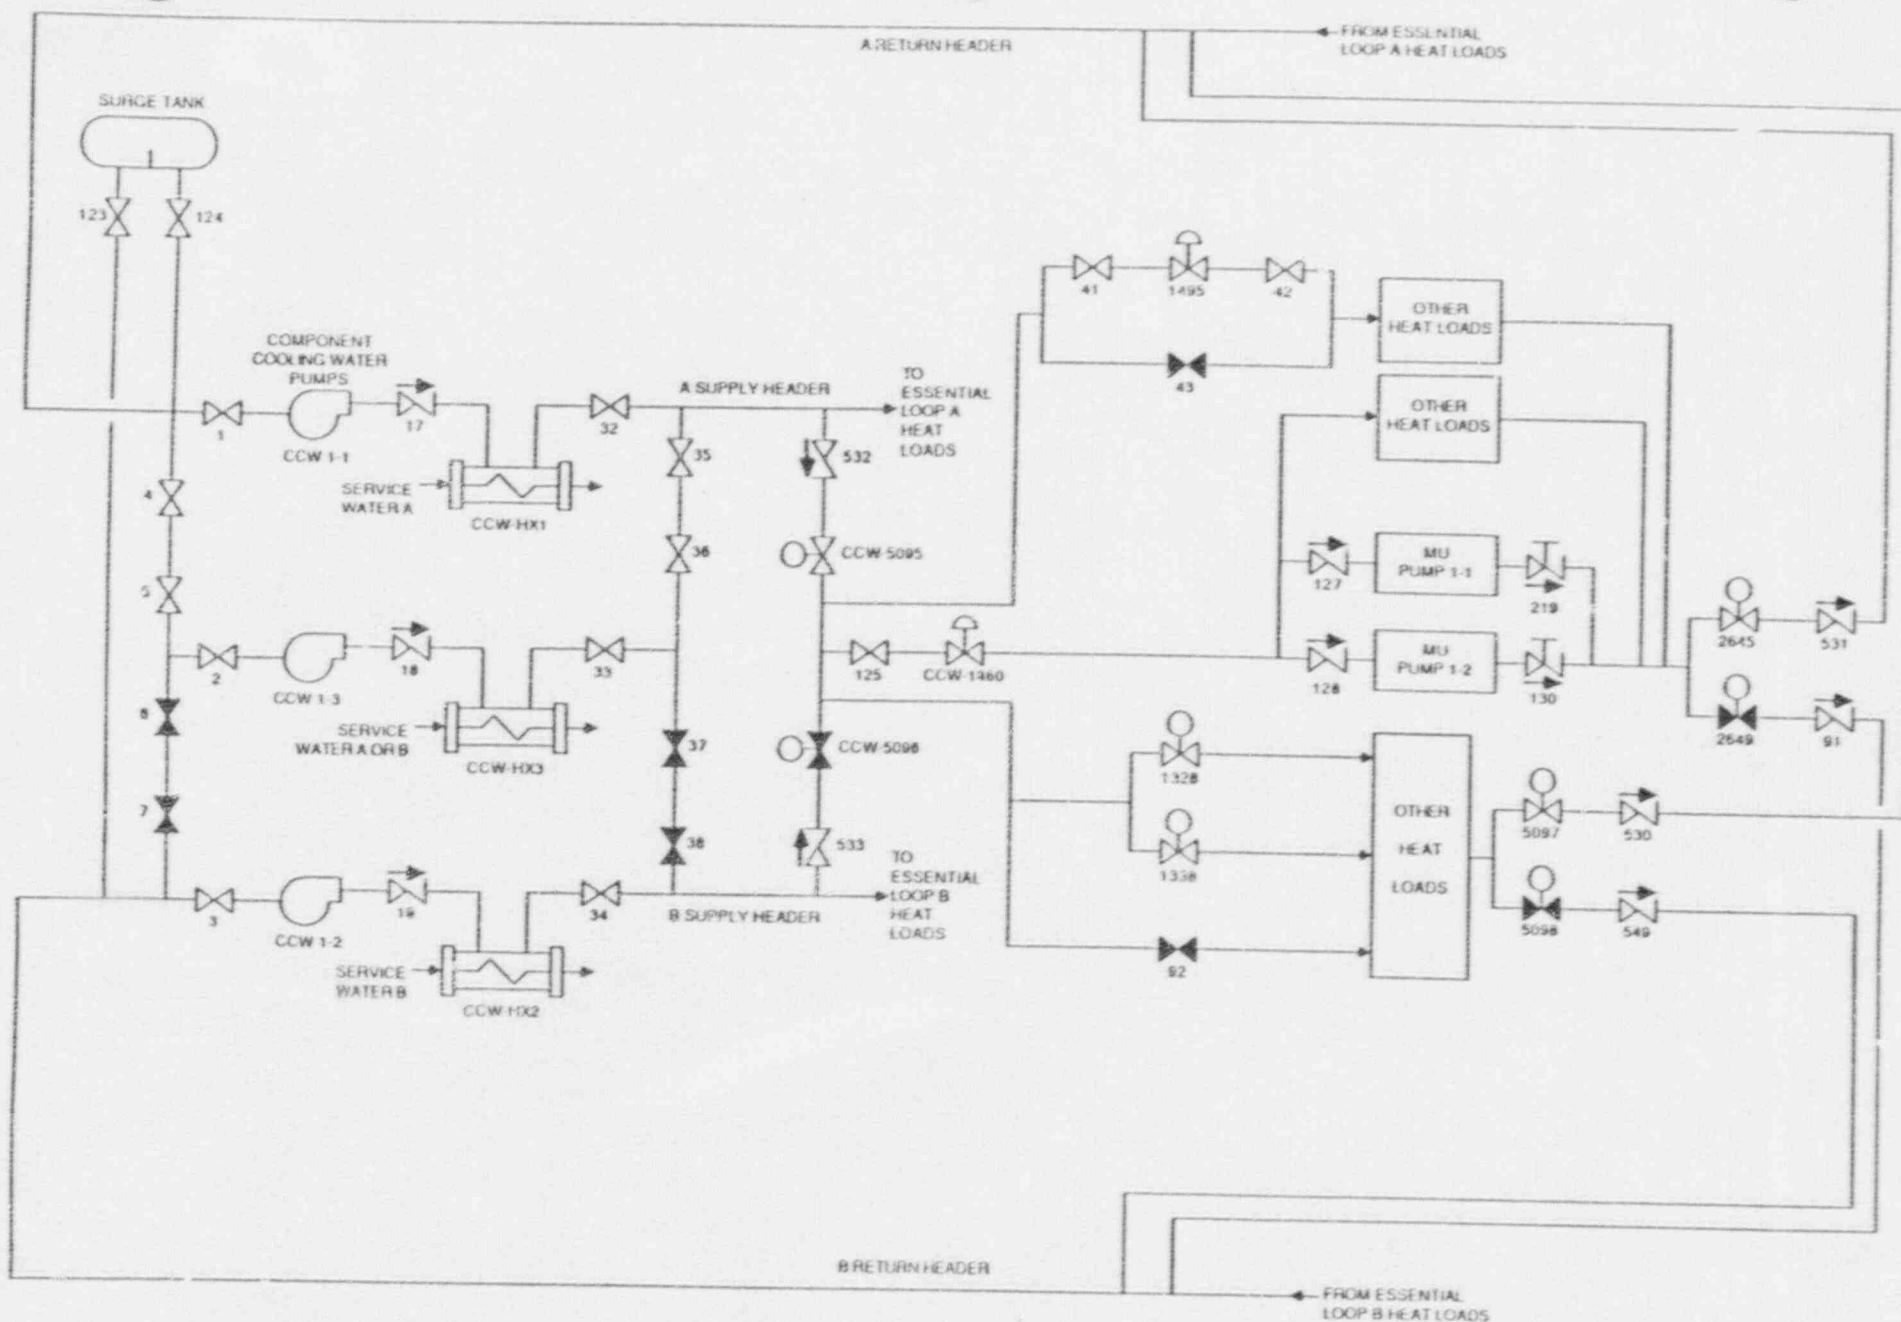 A RETURN HEADER
FROM ESSENTIAL
LOOP A HEAT LOADS
SURGE TANK
123
124
41
1495
42
OTHER
HEAT LOADS
43
COMPONENT
COOLING WATER
PUMPS
1
CCW 1-1
17
32
A SUPPLY HEADER
TO
ESSENTIAL
LOOP A
HEAT
LOADS
OTHER
HEAT LOADS
35
532
SERVICE
WATER A
CCW-HX1
4
36
CCW-5095
127
MU
PUMP 1-1
219
5
2
CCW 1-3
18
33
125
CCW-1460
128
MU
PUMP 1-2
130
2645
531
2649
91
6
SERVICE
WATER A OR B
CCW-HX3
37
CCW-5096
1328
1338
OTHER
HEAT
LOADS
5097
530
5098
549
7
38
533
TO
ESSENTIAL
LOOP B
HEAT
LOADS
3
CCW 1-2
19
34
B SUPPLY HEADER
92
SERVICE
WATER B
CCW-HX2
B RETURN HEADER
FROM ESSENTIAL
LOOP B HEAT LOADS